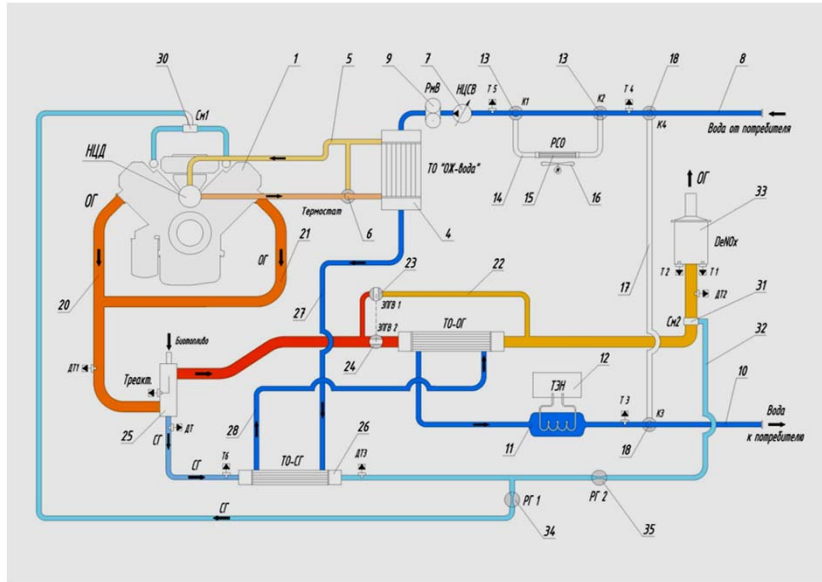 30
1
5
9
7
13
13
18
8
См1
РмВ
НЦСВ
Т 5
К1
К2
Т 4
К4
Вода от потребителя
НЦД
ТО "ОЖ-вода"
РСО
14
15
16
ОГ
33
ОГ
Термостат
6
4
DeNOx
21
ОГ
20
22
23
17
Т 2
Т 1
31
ДТ2
27
ЭПГВ 1
См2
32
Биотопливо
ЭПГВ 2
ТО-ОГ
24
12
ДТ1
Треакт.
ТЭН
10
Т 3
Вода
к потребителю
25
ДТ
28
26
11
К3
18
СГ
СГ
Т6
ТО-СГ
ДТ3
СГ
СГ
РГ 1
РГ 2
34
35